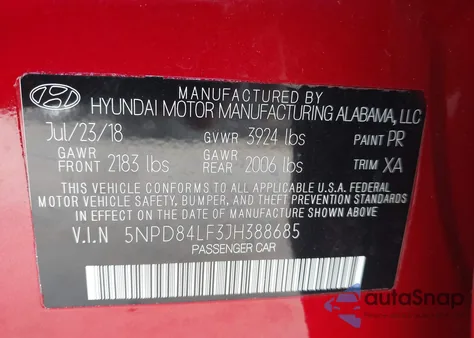 MANUFACTURED BY
HYUNDAI MOTOR MANUFACTURING ALABAMA, LLC
Jul/23/18 GVWR 3924 lbs PAINT PR
GAWR FRONT 2183 lbs GAWR REAR 2006 lbs TRIM XA
THIS VEHICLE CONFORMS TO ALL APPLICABLE U.S.A. FEDERAL
MOTOR VEHICLE SAFETY, BUMPER, AND THEFT PREVENTION STANDARDS
IN EFFECT ON THE DATE OF MANUFACTURE SHOWN ABOVE.
V.I.N 5NPD84LF3JH388685
PASSENGER CAR
autoSnap